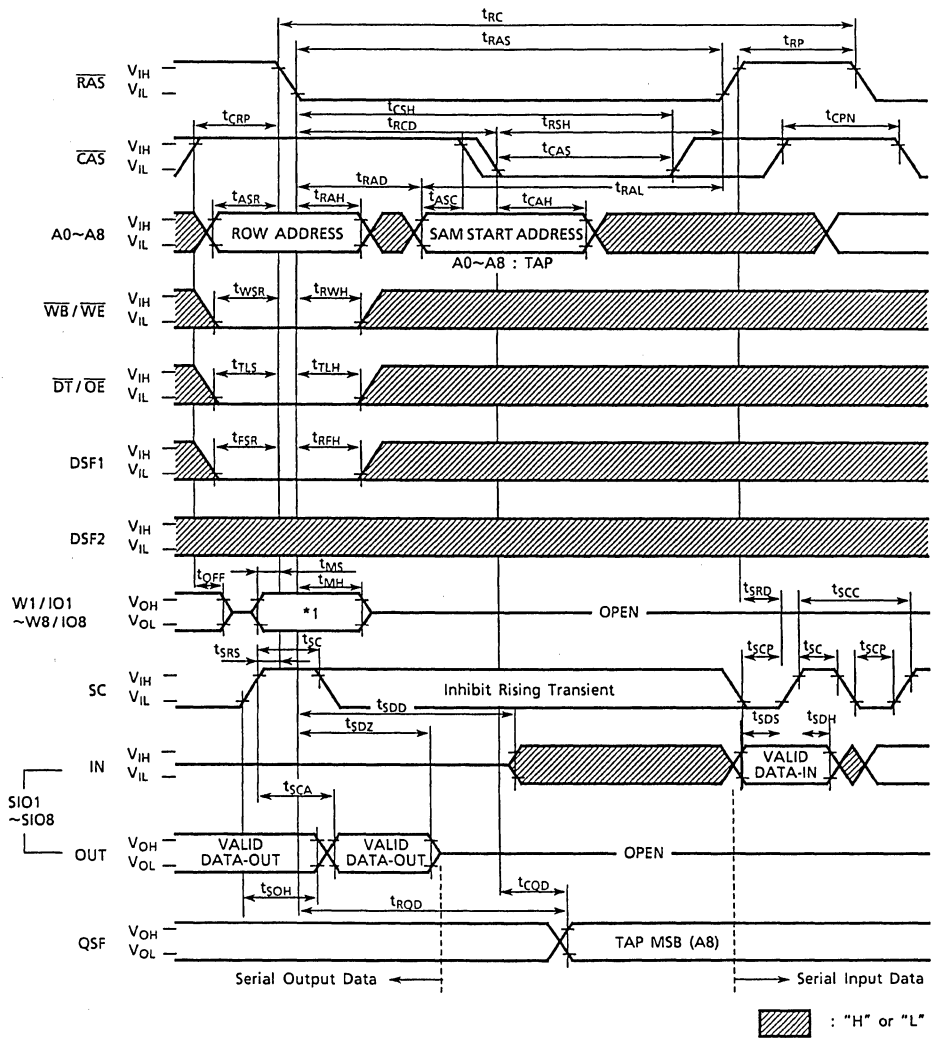 tRC
tRAS
tRP
RAS
VIH
VIL
tCSH
tCRP
tRCD
tRSH
tCPN
CAS
VIH
VIL
tCAS
tRAD
tRAL
tASR
tRAH
tASC
tCAH
A0~A8
VIH
VIL
ROW ADDRESS
SAM START ADDRESS
A0~A8 : TAP
tWSR
tRWH
WB / WE
VIH
VIL
tTLS
tTLH
DT / OE
VIH
VIL
tFSR
tRFH
DSF1
VIH
VIL
DSF2
VIH
VIL
tMS
tOFF
tMH
tSRD
tSCC
W1/IO1
~W8/IO8
VOH
VOL
*1
OPEN
tSC
tSRS
tSCP
tSC
tSCP
SC
VIH
VIL
Inhibit Rising Transient
tSDD
tSDZ
tSDS
tSDH
IN
VIH
VIL
VALID
DATA-IN
SIO1
~SIO8
tSCA
OUT
VOH
VOL
VALID
DATA-OUT
VALID
DATA-OUT
OPEN
tSOH
tCQD
tRQD
QSF
VOH
VOL
TAP MSB (A8)
Serial Output Data
Serial Input Data
: "H" or "L"